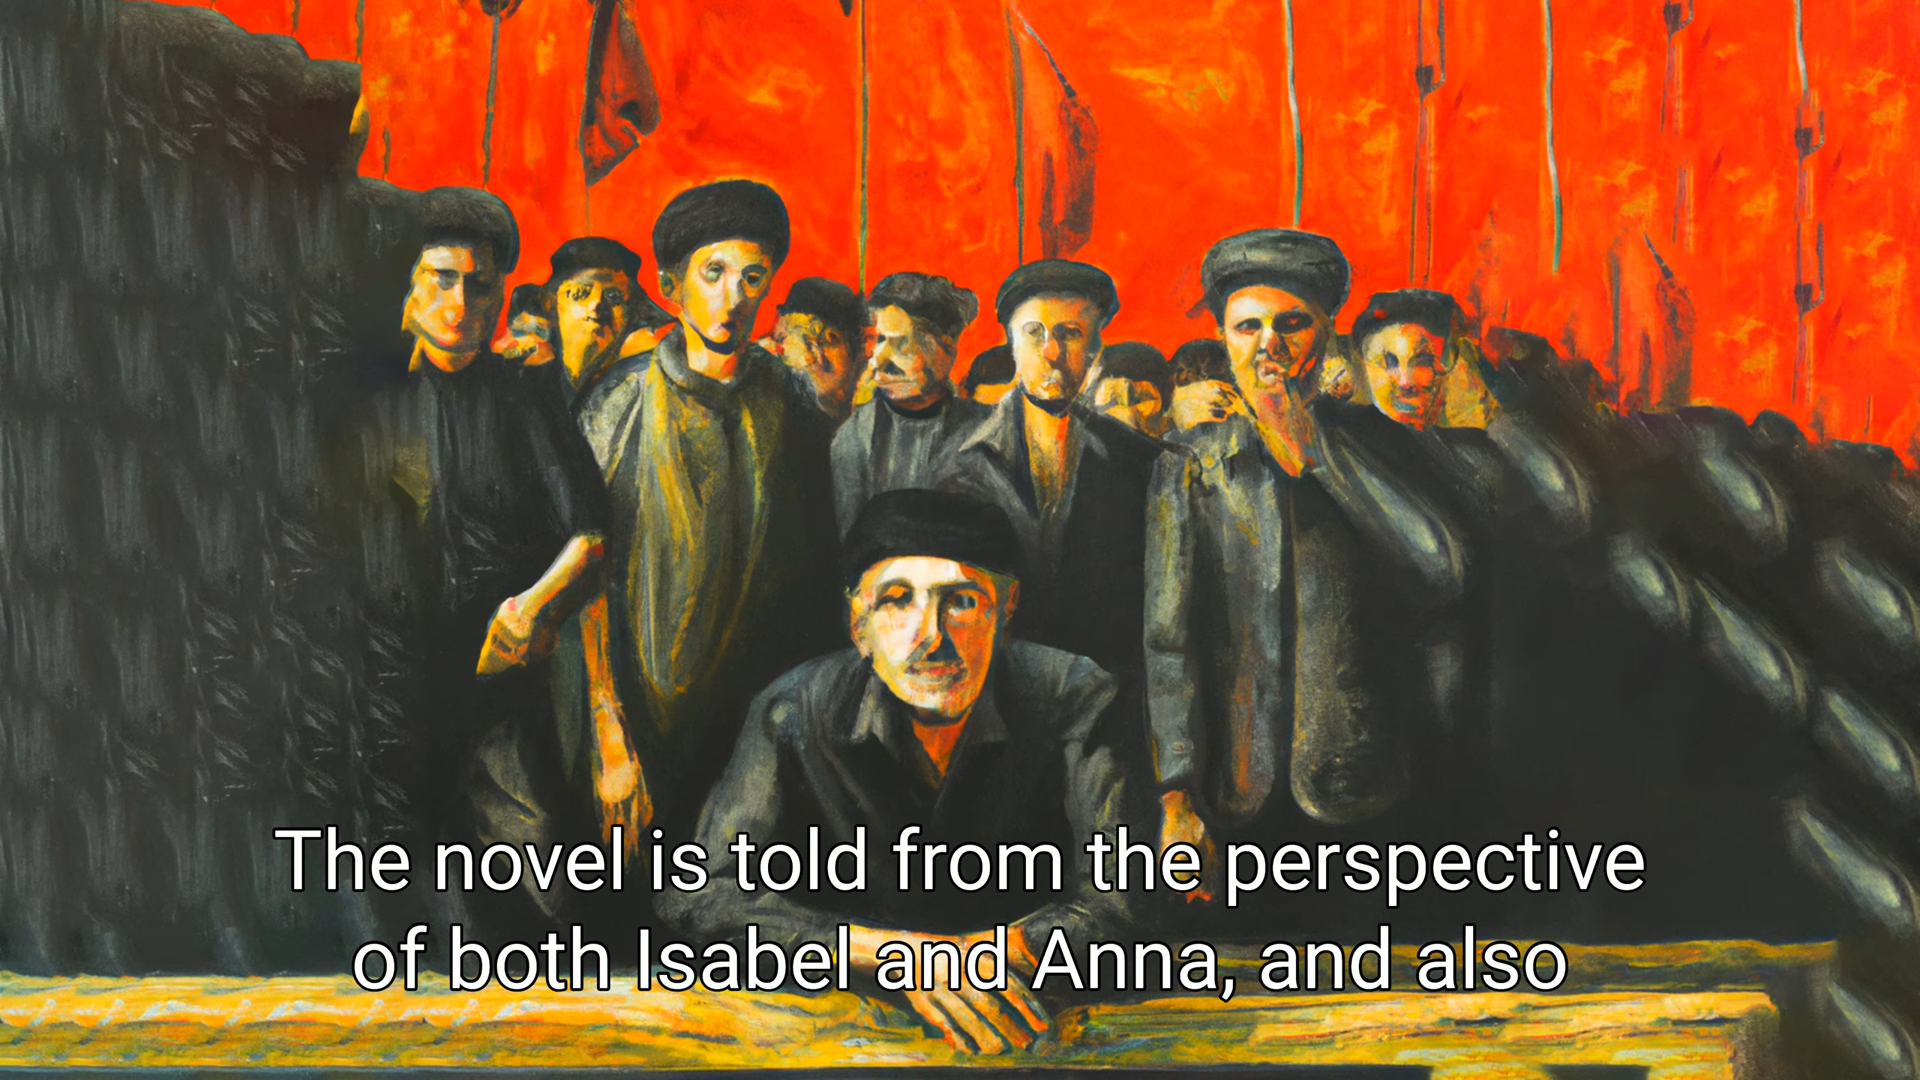 The novel is told from the perspective
of both Isabel and Anna, and also